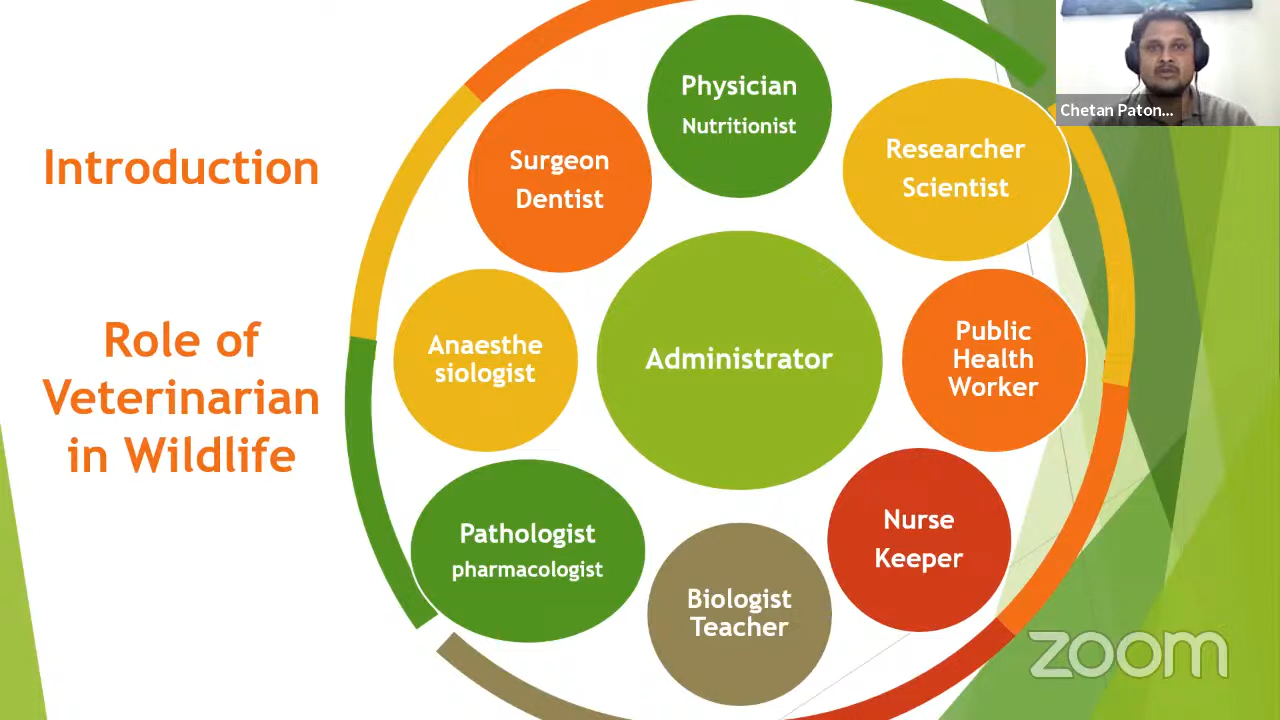 Introduction
Role of
Veterinarian
in Wildlife
Physician
Nutritionist
Researcher
Scientist
Public
Health
Worker
Nurse
Keeper
Biologist
Teacher
Pathologist
pharmacologist
Anaesthe
siologist
Surgeon
Dentist
Administrator
Chetan Paton...
zoom